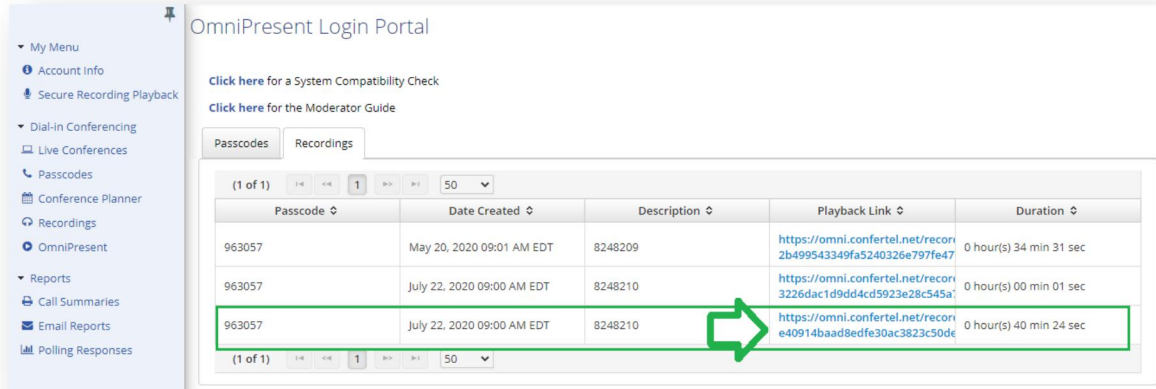 OmniPresent Login Portal
My Menu
Account Info
Secure Recording Playback
Dial-in Conferencing
Live Conferences
Passcodes
Conference Planner
Recordings
OmniPresent
Reports
Call Summaries
Email Reports
Polling Responses
Click here for a System Compatibility Check
Click here for the Moderator Guide
Passcodes Recordings
(1 of 1) 1 50
Passcode Date Created Description Playback Link Duration
963057 May 20, 2020 09:01 AM EDT 8248209 https://omni.confertel.net/recor 0 hour(s) 34 min 31 sec
2b499543349fa5240326e797fe47
963057 July 22, 2020 09:00 AM EDT 8248210 https://omni.confertel.net/recor 0 hour(s) 00 min 01 sec
3226dac1d9dd4cd5923e28c545a
963057 July 22, 2020 09:00 AM EDT 8248210 https://omni.confertel.net/recor 0 hour(s) 40 min 24 sec
e40914baad8edfe30ac3823c50de
(1 of 1) 1 50